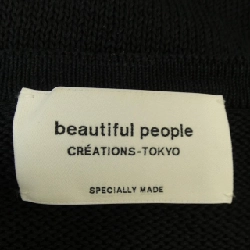 beautiful people
CRÉATIONS-TOKYO
SPECIALLY MADE